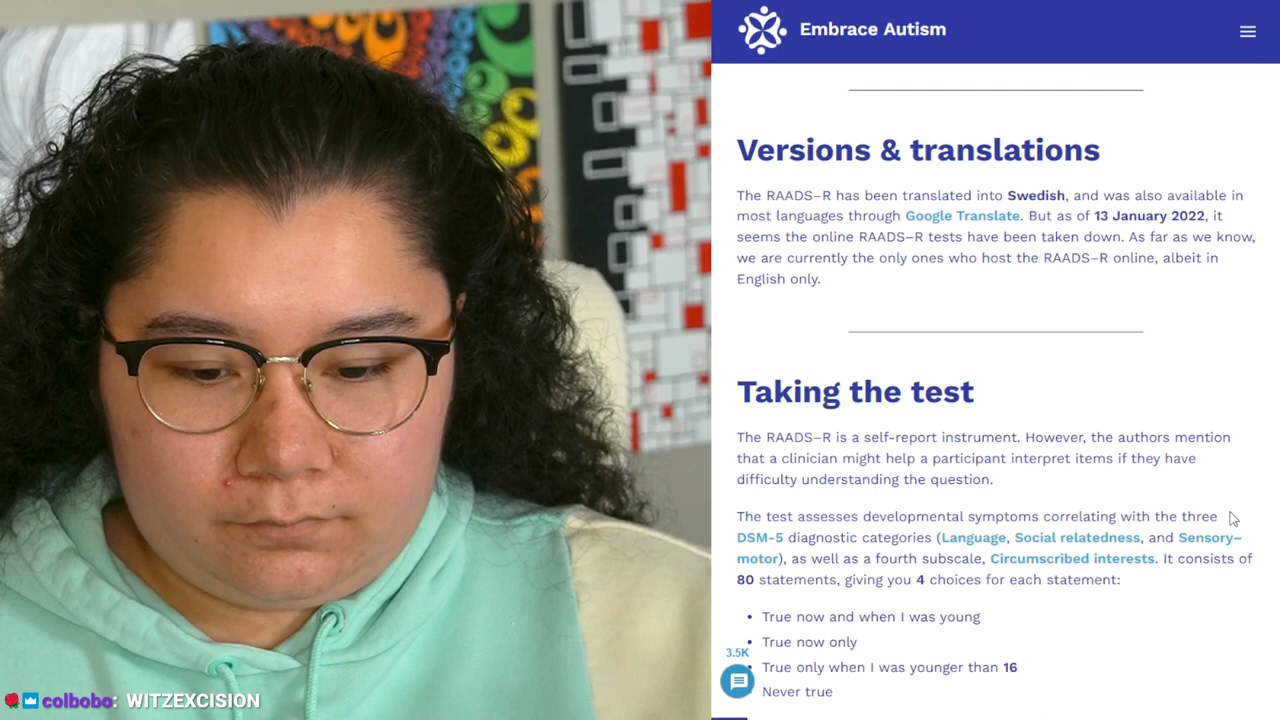 Embrace Autism
Versions & translations
The RAADS–R has been translated into Swedish, and was also available in
most languages through Google Translate. But as of 13 January 2022, it
seems the online RAADS–R tests have been taken down. As far as we know,
we are currently the only ones who host the RAADS–R online, albeit in
English only.
Taking the test
The RAADS–R is a self-report instrument. However, the authors mention
that a clinician might help a participant interpret items if they have
difficulty understanding the question.
The test assesses developmental symptoms correlating with the three
DSM-5 diagnostic categories (Language, Social relatedness, and Sensory–
motor), as well as a fourth subscale, Circumscribed interests. It consists of
80 statements, giving you 4 choices for each statement:
• True now and when I was young
• True now only
3.5K
• True only when I was younger than 16
Never true
colbobo: WITZEXCISION